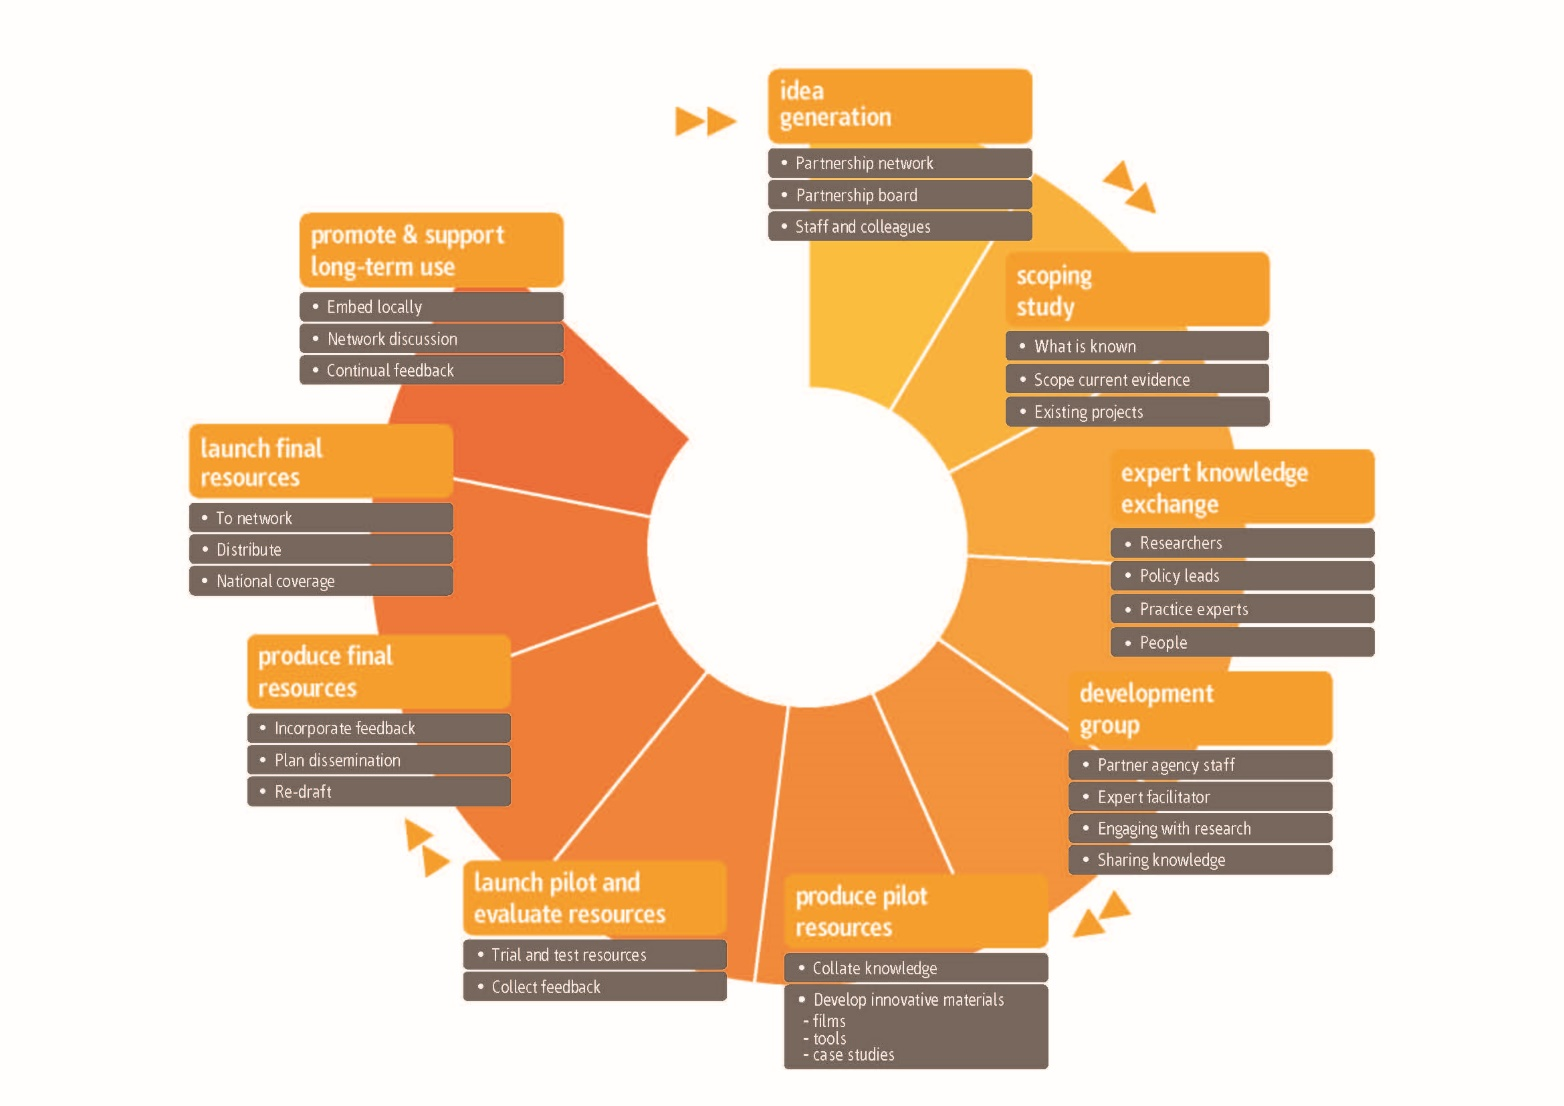 idea
generation
• Partnership network
• Partnership board
• Staff and colleagues
scoping
study
• What is known
• Scope current evidence
• Existing projects
expert knowledge
exchange
• Researchers
• Policy leads
• Practice experts
• People
development
group
• Partner agency staff
• Expert facilitator
• Engaging with research
• Sharing knowledge
produce pilot
resources
• Collate knowledge
• Develop innovative materials
- films
- tools
- case studies
launch pilot and
evaluate resources
• Trial and test resources
• Collect feedback
produce final
resources
• Incorporate feedback
• Plan dissemination
• Re-draft
launch final
resources
• To network
• Distribute
• National coverage
promote & support
long-term use
• Embed locally
• Network discussion
• Continual feedback